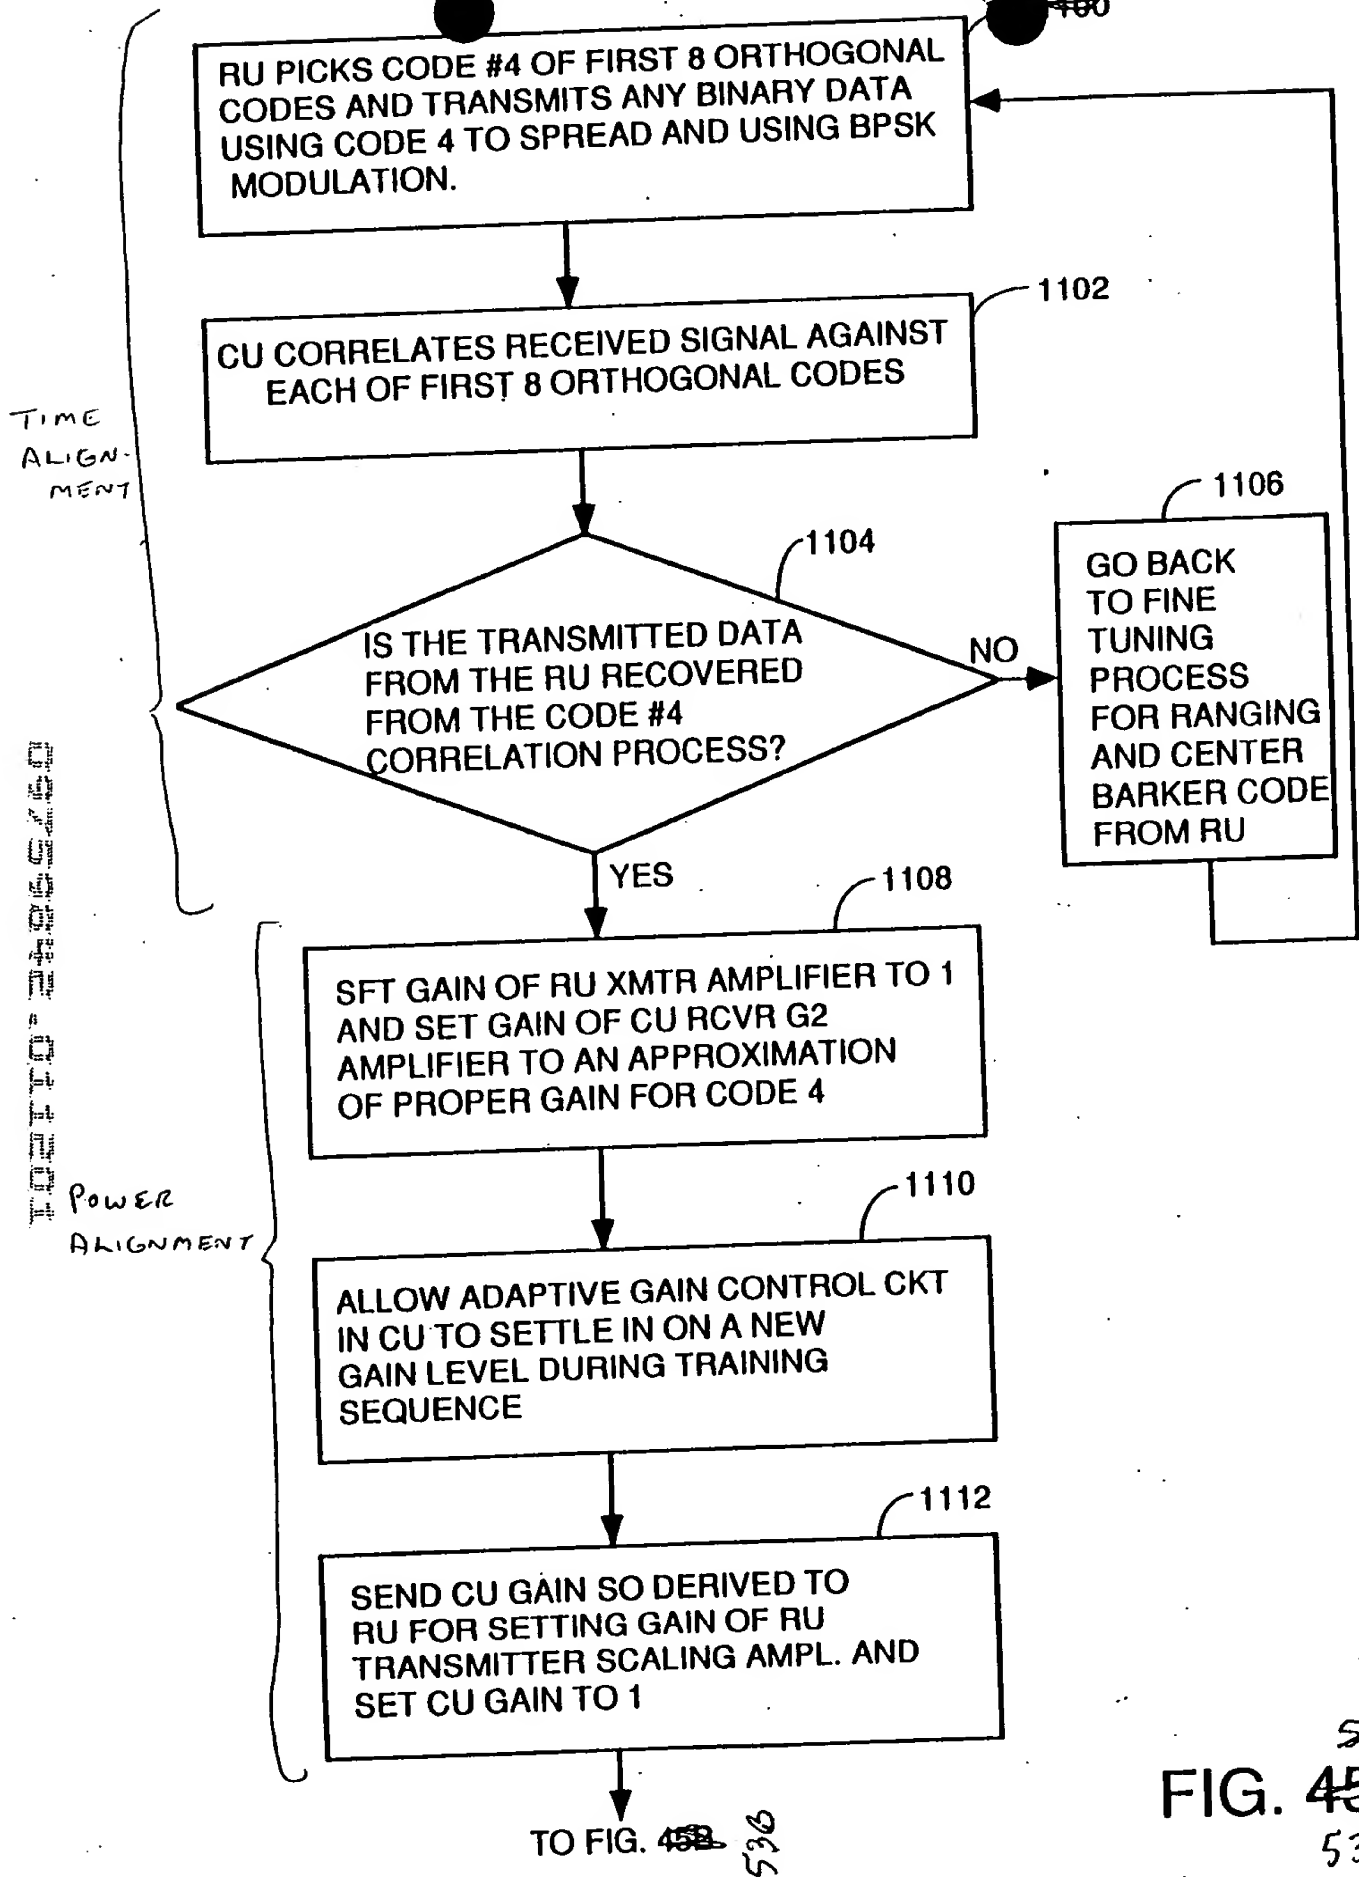 RU PICKS CODE #4 OF FIRST 8 ORTHOGONAL
CODES AND TRANSMITS ANY BINARY DATA
USING CODE 4 TO SPREAD AND USING BPSK
MODULATION.
1102
CU CORRELATES RECEIVED SIGNAL AGAINST
EACH OF FIRST 8 ORTHOGONAL CODES
TIME
ALIGN-
MENT
1104
IS THE TRANSMITTED DATA
FROM THE RU RECOVERED
FROM THE CODE #4
CORRELATION PROCESS?
NO
1106
GO BACK
TO FINE
TUNING
PROCESS
FOR RANGING
AND CENTER
BARKER CODE
FROM RU
YES
1108
SFT GAIN OF RU XMTR AMPLIFIER TO 1
AND SET GAIN OF CU RCVR G2
AMPLIFIER TO AN APPROXIMATION
OF PROPER GAIN FOR CODE 4
POWER
ALIGNMENT
1110
ALLOW ADAPTIVE GAIN CONTROL CKT
IN CU TO SETTLE IN ON A NEW
GAIN LEVEL DURING TRAINING
SEQUENCE
1112
SEND CU GAIN SO DERIVED TO
RU FOR SETTING GAIN OF RU
TRANSMITTER SCALING AMPL. AND
SET CU GAIN TO 1
TO FIG. 45B
53B
FIG. 45
53